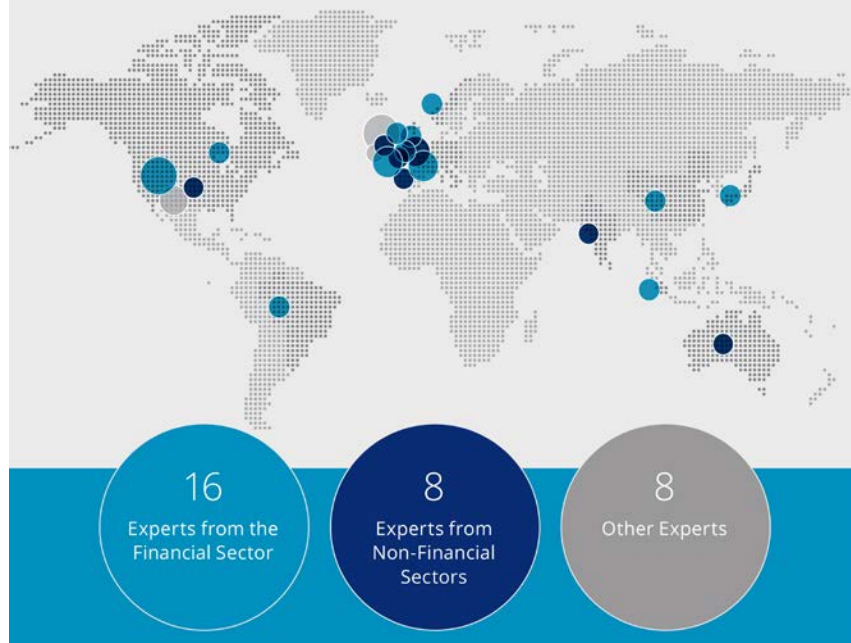 16
Experts from the
Financial Sector
8
Experts from
Non-Financial
Sectors
8
Other Experts